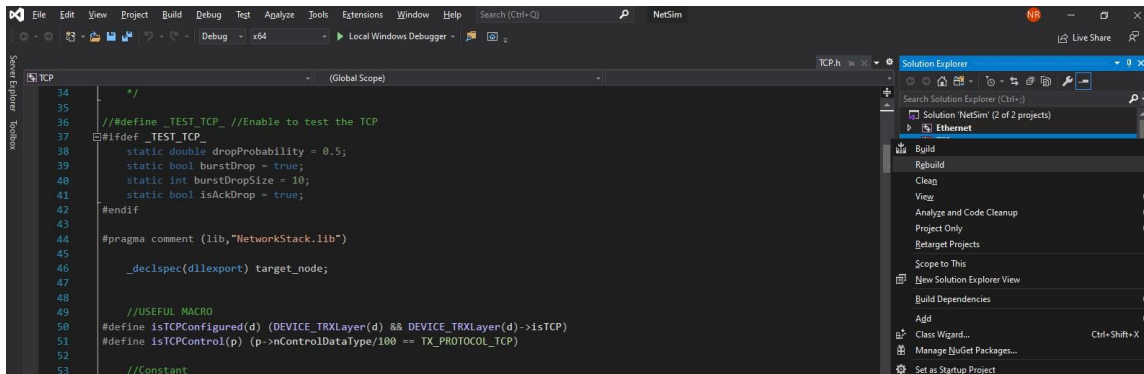 File Edit View Project Build Debug Test Analyze Tools Extensions Window Help Search (Ctrl+Q) NetSim NR
Debug x64 Local Windows Debugger Live Share
Server Explorer
Toolbox
TCP.h
TCP (Global Scope)
34 */
35
36 //#define _TEST_TCP_ //Enable to test the TCP
37 #ifdef _TEST_TCP_
38 static double dropProbability = 0.5;
39 static bool burstDrop = true;
40 static int burstDropSize = 10;
41 static bool isAckDrop = true;
42 #endif
43
44 #pragma comment (lib,"NetworkStack.lib")
45
46 _declspec(dllexport) target_node;
47
48
49 //USEFUL MACRO
50 #define isTCPConfigured(d) (DEVICE_TRXLayer(d) && DEVICE_TRXLayer(d)->isTCP)
51 #define isTCPControl(p) (p->nControlDataType/100 == TX_PROTOCOL_TCP)
52
53 //Constant
Solution Explorer
Search Solution Explorer (Ctrl+;)
Solution 'NetSim' (2 of 2 projects)
Ethernet
Build
Rebuild
Clean
View
Analyze and Code Cleanup
Project Only
Retarget Projects
Scope to This
New Solution Explorer View
Build Dependencies
Add
Class Wizard... Ctrl+Shift+X
Manage NuGet Packages...
Set as Startup Project